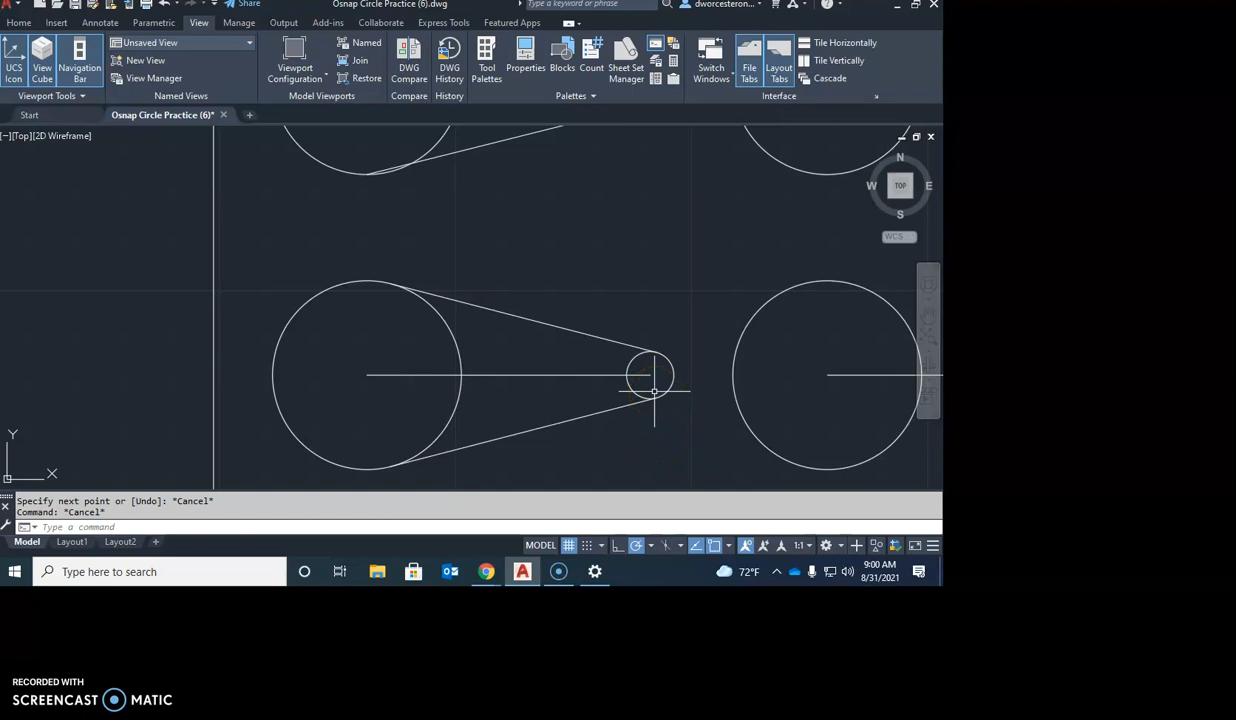 Share
Osnap Circle Practice (6).dwg
Type a keyword or phrase
dworcesteron...
Home Insert Annotate Parametric View Manage Output Add-ins Collaborate Express Tools Featured Apps
UCS Icon
View Cube
Navigation Bar
Viewport Tools
Unsaved View
New View
View Manager
Named Views
Viewport Configuration
Named
Join
Restore
Model Viewports
DWG Compare
Compare
DWG History
History
Tool Palettes
Properties
Blocks
Count
Sheet Set Manager
Palettes
Switch Windows
File Tabs
Layout Tabs
Tile Horizontally
Tile Vertically
Cascade
Interface
Start
Osnap Circle Practice (6)*
[−][Top][2D Wireframe]
N
W TOP E
S
WCS
Y
X
Specify next point or [Undo]: *Cancel*
Command: *Cancel*
Type a command
Model Layout1 Layout2
MODEL
1:1
Type here to search
72°F
9:00 AM
8/31/2021
RECORDED WITH
SCREENCAST MATIC